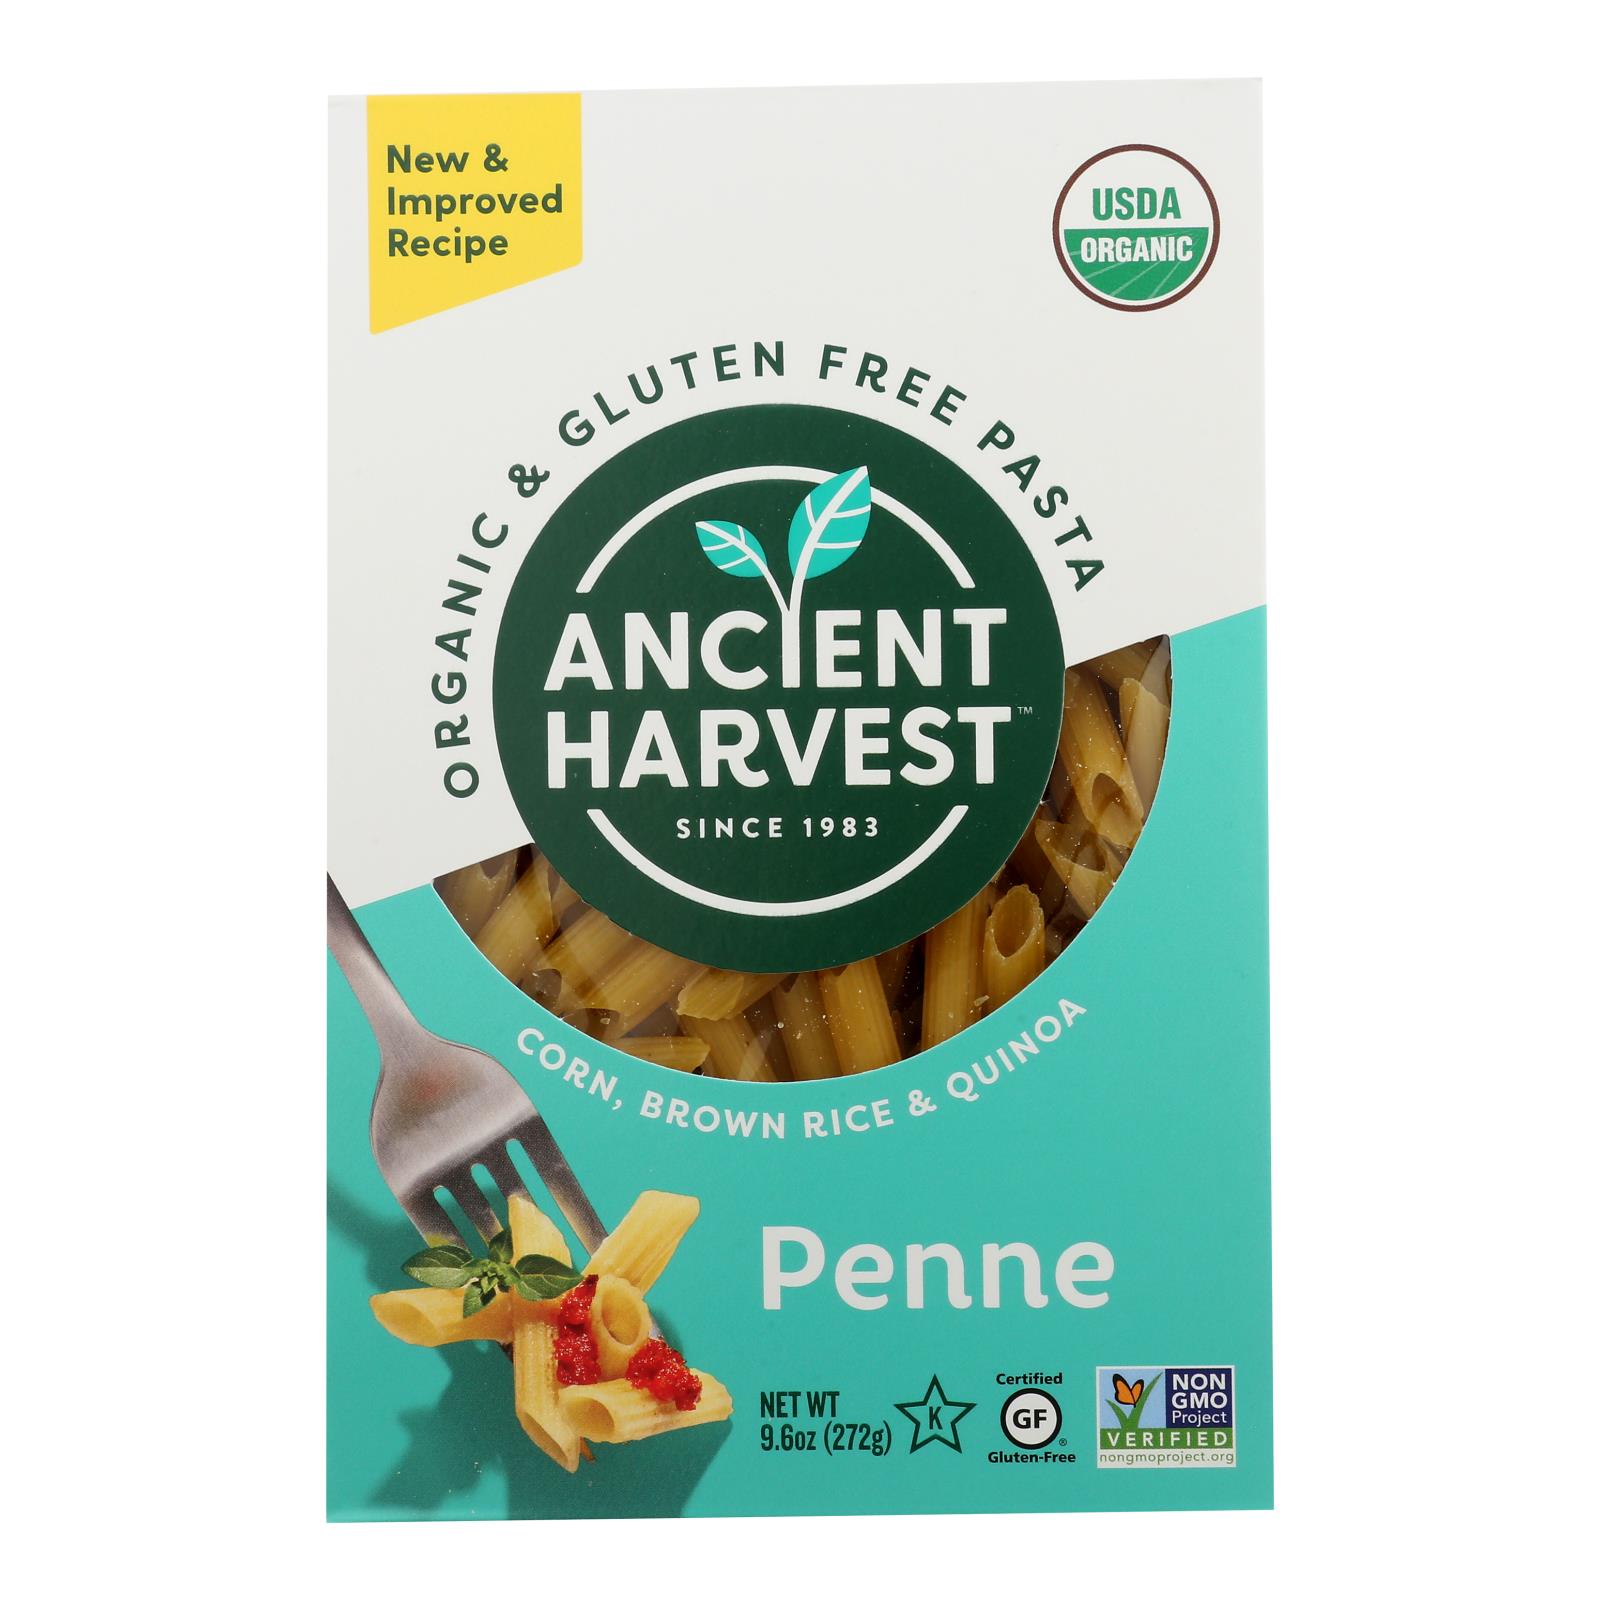 New &
Improved
Recipe
USDA
ORGANIC
ORGANIC & GLUTEN FREE PASTA
ANCIENT
HARVEST™
SINCE 1983
CORN, BROWN RICE & QUINOA
Penne
NET WT
9.6oz (272g)
K
Certified
GF
®
Gluten-Free
NON
GMO
Project
VERIFIED
nongmoproject.org